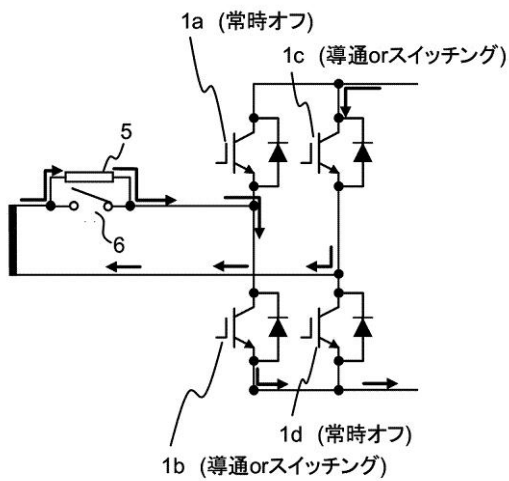 1a (常時オフ)
1c (導通orスイッチング)
5
6
1d (常時オフ)
1b (導通orスイッチング)